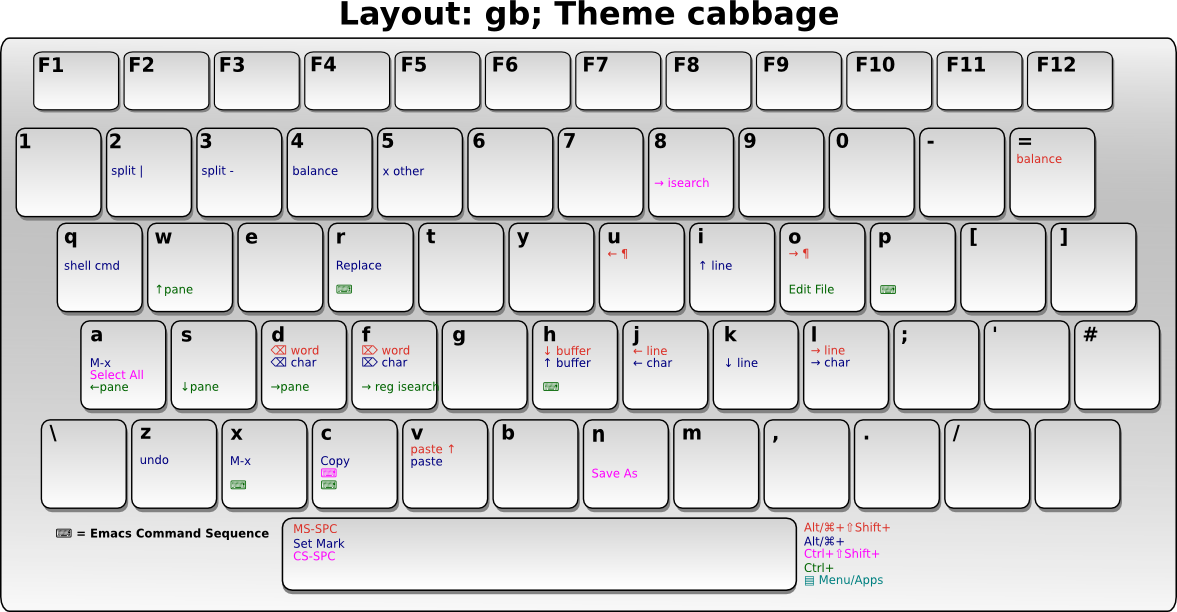 Layout: gb; Theme cabbage
F1 F2 F3 F4 F5 F6 F7 F8 F9 F10 F11 F12
1 2 3 4 5 6 7 8 9 0 - =
balance
split | split - balance x other
→ isearch
q w e r t y u i o p [ ]
← ¶ → ¶
shell cmd Replace ↑ line
↑pane ⌨ Edit File ⌨
a s d f g h j k l ; ' #
⌫ word ⌦ word ↓ buffer ← line → line
M-x ⌫ char ⌦ char ↑ buffer ← char ↓ line → char
Select All
←pane ↓pane →pane → reg isearch ⌨
\ z x c v b n m , . /
paste ↑
undo M-x Copy paste
⌨ Save As
⌨ ⌨
⌨ = Emacs Command Sequence
MS-SPC
Set Mark
CS-SPC
Alt/⌘+⇧Shift+
Alt/⌘+
Ctrl+⇧Shift+
Ctrl+
▤ Menu/Apps